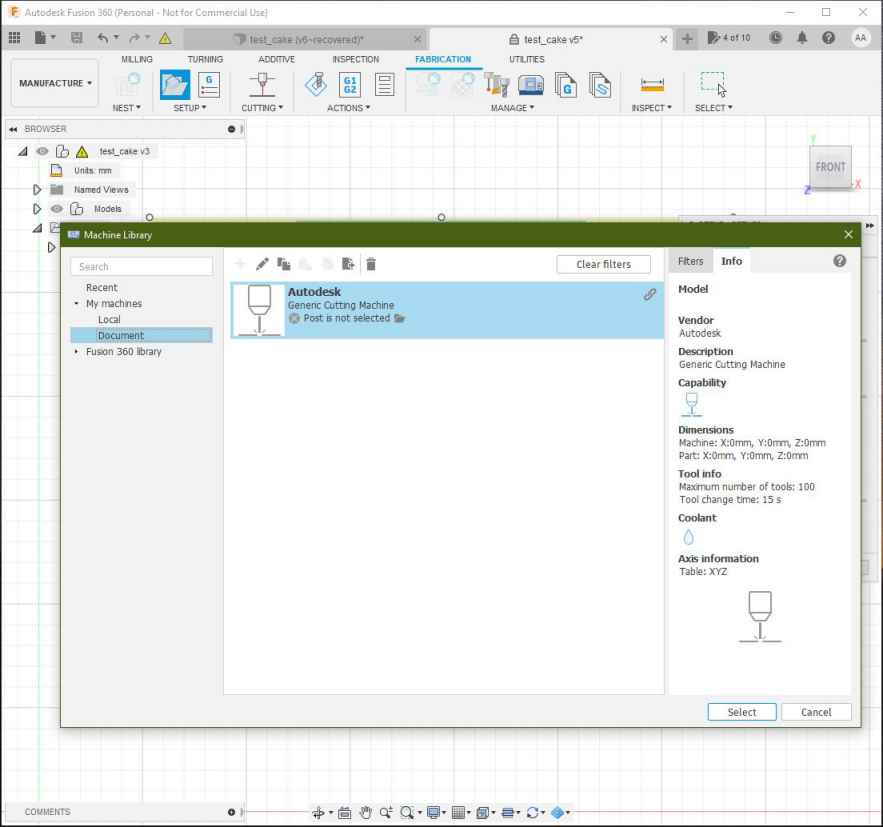 Autodesk Fusion 360 (Personal - Not for Commercial Use)
test_cake (v6~recovered)*
test_cake v5*
4 of 10
AA
MILLING
TURNING
ADDITIVE
INSPECTION
FABRICATION
UTILITIES
MANUFACTURE
G
G1
G2
G
NEST
SETUP
CUTTING
ACTIONS
MANAGE
INSPECT
SELECT
BROWSER
test_cake v3
Units: mm
Named Views
Models
Y
FRONT
Z
X
Machine Library
Search
Recent
My machines
Local
Document
Fusion 360 library
Clear filters
Autodesk
Generic Cutting Machine
Post is not selected
Filters
Info
Model
Vendor
Autodesk
Description
Generic Cutting Machine
Capability
Dimensions
Machine: X:0mm, Y:0mm, Z:0mm
Part: X:0mm, Y:0mm, Z:0mm
Tool info
Maximum number of tools: 100
Tool change time: 15 s
Coolant
Axis information
Table: XYZ
Select
Cancel
COMMENTS